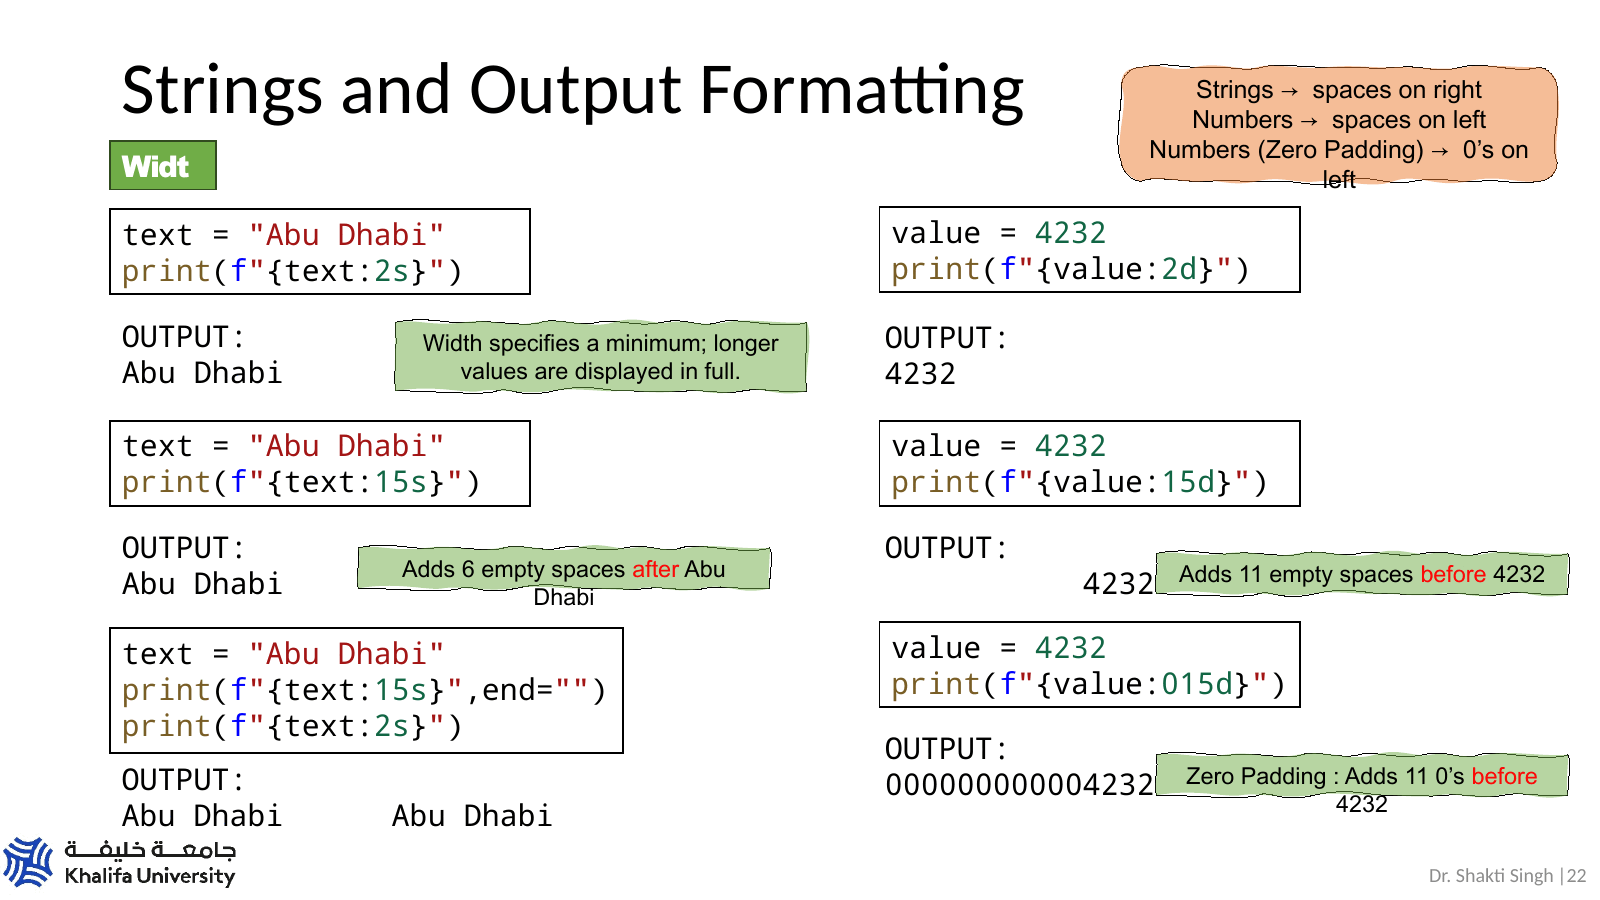 Strings and Output Formatting
Strings → spaces on right
Numbers → spaces on left
Numbers (Zero Padding) → 0’s on
left
Widt
text = "Abu Dhabi"
print(f"{text:2s}")
OUTPUT:
Abu Dhabi
Width specifies a minimum; longer
values are displayed in full.
text = "Abu Dhabi"
print(f"{text:15s}")
OUTPUT:
Abu Dhabi
Adds 6 empty spaces after Abu
Dhabi
text = "Abu Dhabi"
print(f"{text:15s}",end="")
print(f"{text:2s}")
OUTPUT:
Abu Dhabi      Abu Dhabi
value = 4232
print(f"{value:2d}")
OUTPUT:
4232
value = 4232
print(f"{value:15d}")
OUTPUT:
           4232
Adds 11 empty spaces before 4232
value = 4232
print(f"{value:015d}")
OUTPUT:
000000000004232
Zero Padding : Adds 11 0’s before
4232
جامعة خليفة
Khalifa University
Dr. Shakti Singh |22